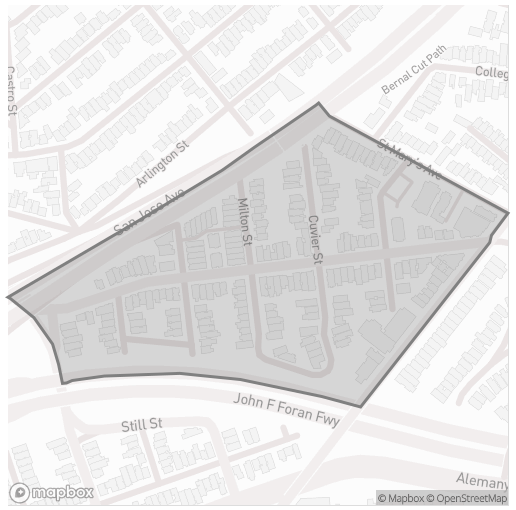 Bernal Cut Path
Colleg
Castro St
Arlington St
St Mary's Ave
San Jose Ave
Milton St
Cuvier St
John F Foran Fwy
Still St
Alemany
mapbox
© Mapbox © OpenStreetMap